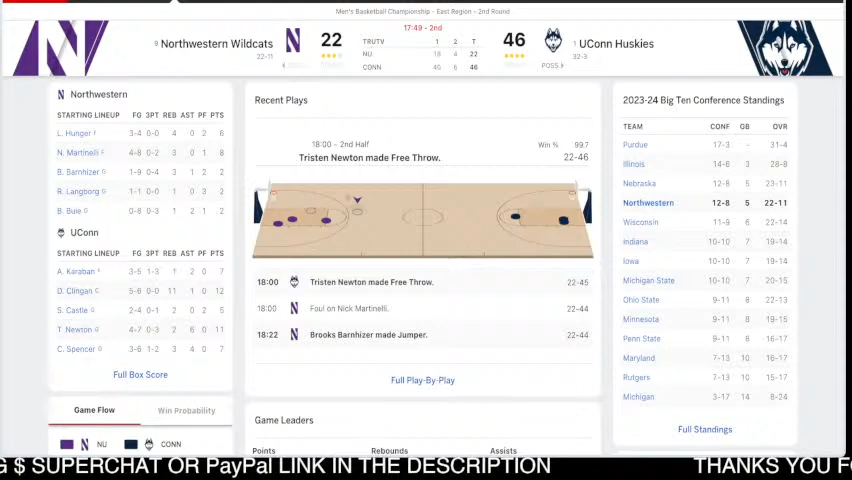 Men's Basketball Championship - East Region - 2nd Round
9 Northwestern Wildcats
22-11
22
17:49 - 2nd
TRUTV 1 2 T
NU 18 4 22
CONN 40 6 46
46
POSS
1 UConn Huskies
32-3
Northwestern
STARTING LINEUP FG 3PT REB AST PF PTS
L. Hunger F 3-4 0-0 4 0 2 6
N. Martinelli F 4-8 0-2 3 0 1 8
B. Barnhizer G 1-9 0-4 3 1 2 2
R. Langborg G 1-1 0-0 1 0 3 2
B. Buie G 0-8 0-3 1 2 1 2
UConn
STARTING LINEUP FG 3PT REB AST PF PTS
A. Karaban F 3-5 1-3 1 2 0 7
D. Clingan C 5-6 0-0 11 1 0 12
S. Castle G 2-4 0-1 2 0 2 5
T. Newton G 4-7 0-3 2 6 0 11
C. Spencer G 3-6 1-2 3 4 0 7
Full Box Score
Game Flow Win Probability
NU CONN
Recent Plays
18:00 - 2nd Half
Tristen Newton made Free Throw.
Win % 99.7
22-46
18:00 Tristen Newton made Free Throw. 22-45
18:00 Foul on Nick Martinelli. 22-44
18:22 Brooks Barnhizer made Jumper. 22-44
Full Play-By-Play
Game Leaders
Points Rebounds Assists
2023-24 Big Ten Conference Standings
TEAM CONF GB OVR
Purdue 17-3 - 31-4
Illinois 14-6 3 28-8
Nebraska 12-8 5 23-11
Northwestern 12-8 5 22-11
Wisconsin 11-9 6 22-14
Indiana 10-10 7 19-14
Iowa 10-10 7 19-14
Michigan State 10-10 7 20-15
Ohio State 9-11 8 22-13
Minnesota 9-11 8 19-15
Penn State 9-11 8 16-17
Maryland 7-13 10 16-17
Rutgers 7-13 10 15-17
Michigan 3-17 14 8-24
Full Standings
G $ SUPERCHAT OR PayPal LINK IN THE DESCRIPTION THANKS YOU FO